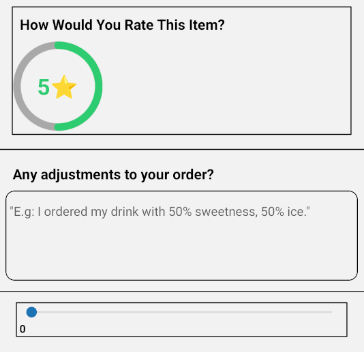 How Would You Rate This Item?
5⭐
Any adjustments to your order?
"E.g: I ordered my drink with 50% sweetness, 50% ice."
0